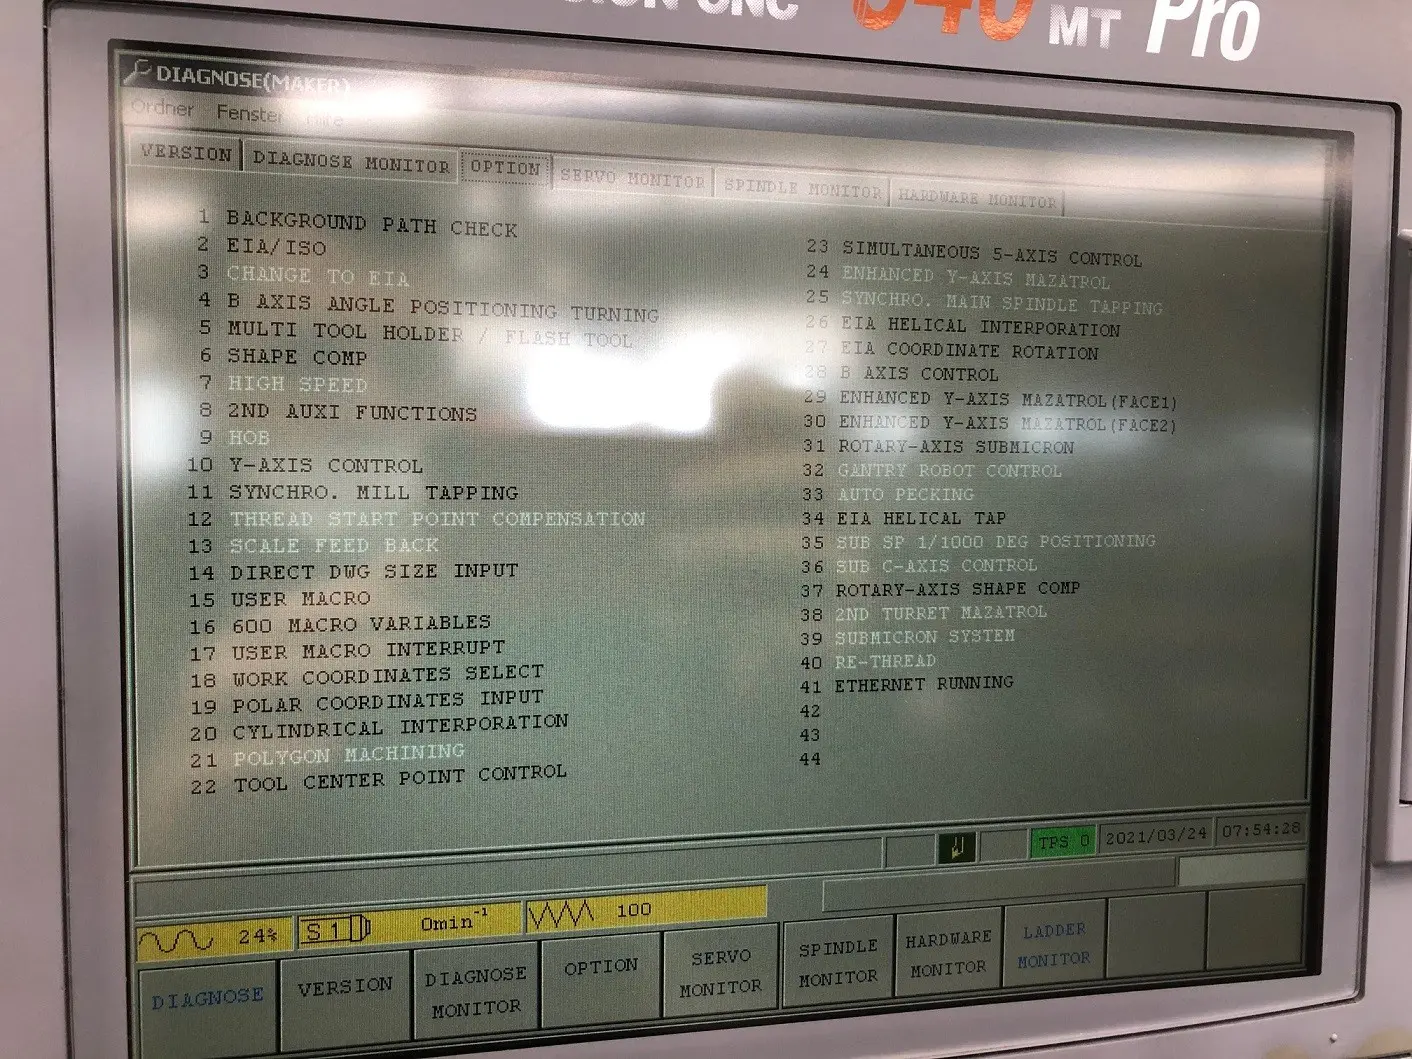 CNC 640 MT Pro
DIAGNOSE(MAKER)
Ordner Fenster
VERSION DIAGNOSE MONITOR OPTION SERVO MONITOR SPINDLE MONITOR HARDWARE MONITOR
1 BACKGROUND PATH CHECK
2 EIA/ISO
3 CHANGE TO EIA
4 B AXIS ANGLE POSITIONING TURNING
5 MULTI TOOL HOLDER / FLASH TOOL
6 SHAPE COMP
7 HIGH SPEED
8 2ND AUXI FUNCTIONS
9 HOB
10 Y-AXIS CONTROL
11 SYNCHRO. MILL TAPPING
12 THREAD START POINT COMPENSATION
13 SCALE FEED BACK
14 DIRECT DWG SIZE INPUT
15 USER MACRO
16 600 MACRO VARIABLES
17 USER MACRO INTERRUPT
18 WORK COORDINATES SELECT
19 POLAR COORDINATES INPUT
20 CYLINDRICAL INTERPORATION
21 POLYGON MACHINING
22 TOOL CENTER POINT CONTROL
23 SIMULTANEOUS 5-AXIS CONTROL
24 ENHANCED Y-AXIS MAZATROL
25 SYNCHRO. MAIN SPINDLE TAPPING
26 EIA HELICAL INTERPORATION
27 EIA COORDINATE ROTATION
28 B AXIS CONTROL
29 ENHANCED Y-AXIS MAZATROL(FACE1)
30 ENHANCED Y-AXIS MAZATROL(FACE2)
31 ROTARY-AXIS SUBMICRON
32 GANTRY ROBOT CONTROL
33 AUTO PECKING
34 EIA HELICAL TAP
35 SUB SP 1/1000 DEG POSITIONING
36 SUB C-AXIS CONTROL
37 ROTARY-AXIS SHAPE COMP
38 2ND TURRET MAZATROL
39 SUBMICRON SYSTEM
40 RE-THREAD
41 ETHERNET RUNNING
42
43
44
TPS 0 2021/03/24 07:54:28
24% S 1 0min-1 100
DIAGNOSE VERSION DIAGNOSE MONITOR OPTION SERVO MONITOR SPINDLE MONITOR HARDWARE MONITOR LADDER MONITOR